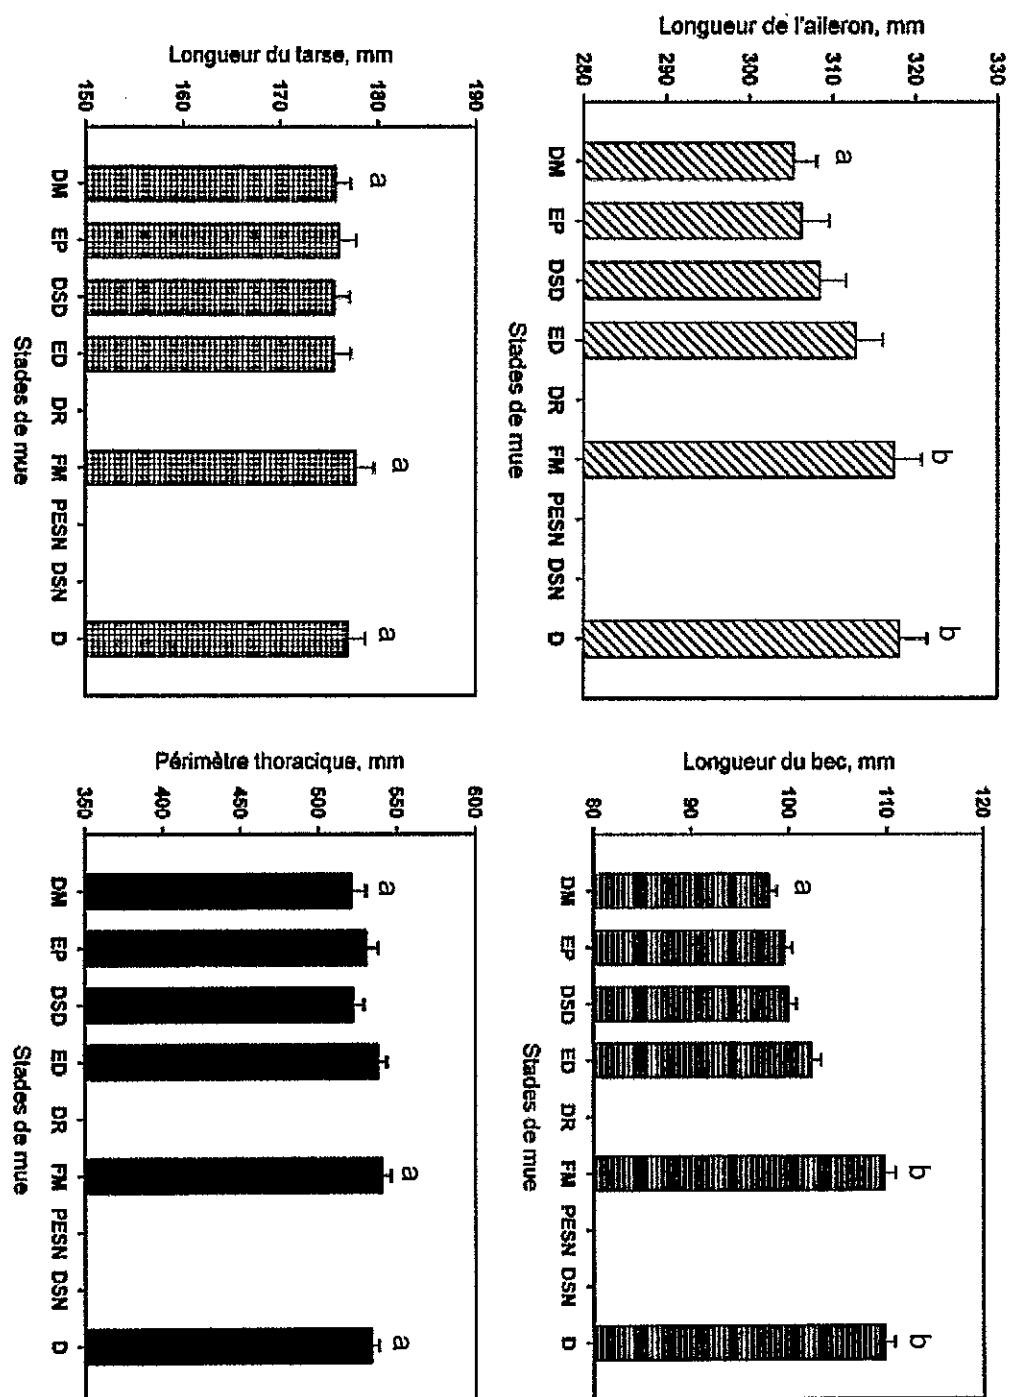 Longueur de l'aileron, mm
330
320
310
300
290
280
a
b
b
DM EP DSD ED DR FM PESN DSN D
Stades de mue
Longueur du bec, mm
120
110
100
90
80
a
b
b
DM EP DSD ED DR FM PESN DSN D
Stades de mue
Longueur du tarse, mm
190
180
170
160
150
a
a
a
DM EP DSD ED DR FM PESN DSN D
Stades de mue
Périmètre thoracique, mm
600
550
500
450
400
350
a
a
a
DM EP DSD ED DR FM PESN DSN D
Stades de mue